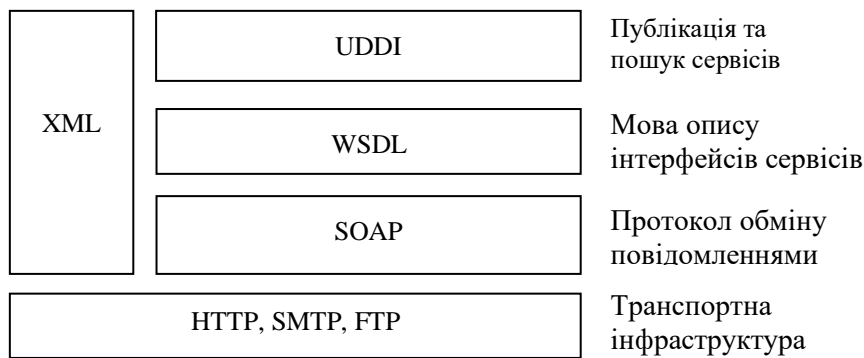 UDDI
Публікація та
пошук сервісів
XML
WSDL
Мова опису
інтерфейсів сервісів
SOAP
Протокол обміну
повідомленнями
HTTP, SMTP, FTP
Транспортна
інфраструктура